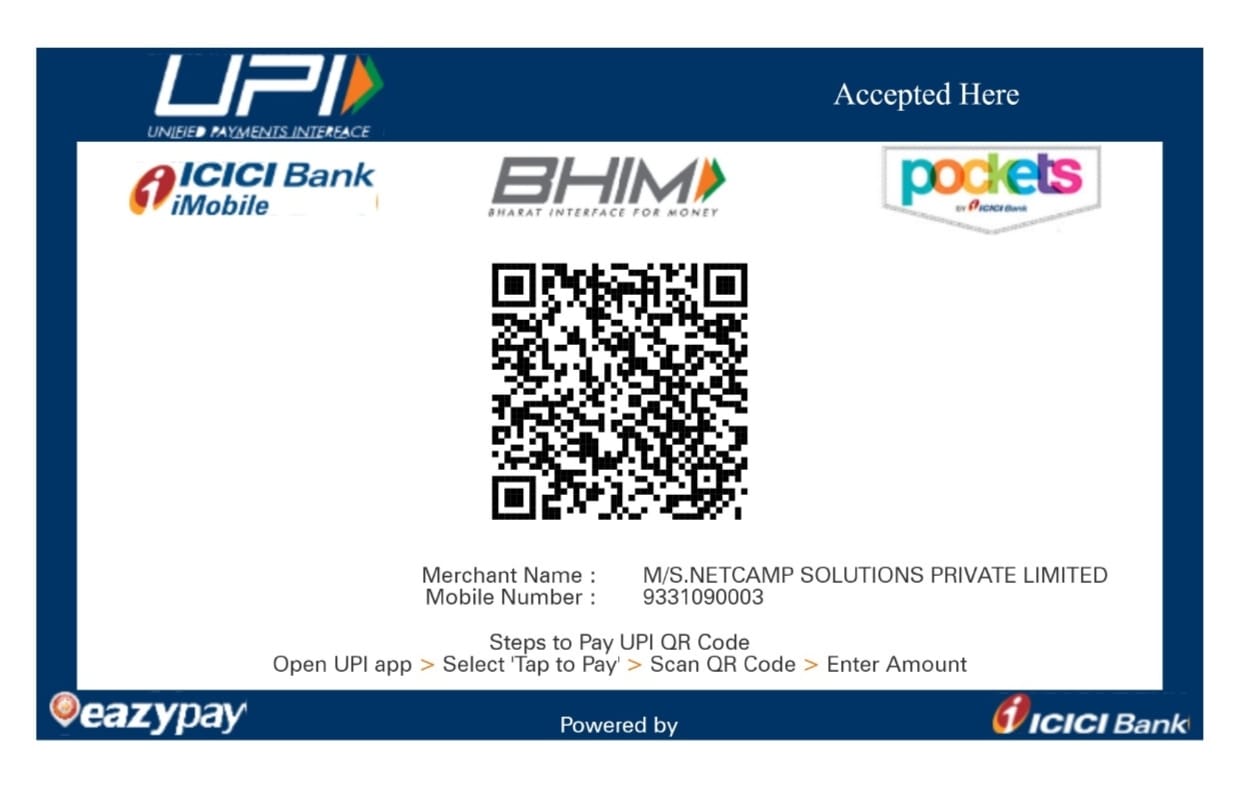 UPI
UNIFIED PAYMENTS INTERFACE
Accepted Here
ICICI Bank
iMobile
BHIM
BHARAT INTERFACE FOR MONEY
pockets
BY ICICI Bank
Merchant Name : M/S.NETCAMP SOLUTIONS PRIVATE LIMITED
Mobile Number : 9331090003
Steps to Pay UPI QR Code
Open UPI app > Select 'Tap to Pay' > Scan QR Code > Enter Amount
eazypay
Powered by
ICICI Bank